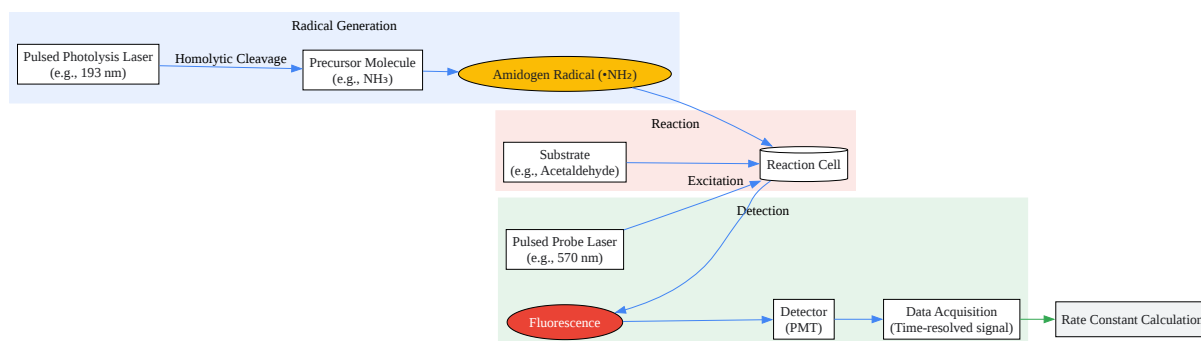 Radical Generation
Pulsed Photolysis Laser
(e.g., 193 nm)
Homolytic Cleavage
Precursor Molecule
(e.g., NH₃)
Amidogen Radical (•NH₂)
Reaction
Substrate
(e.g., Acetaldehyde)
Reaction Cell
Excitation
Detection
Pulsed Probe Laser
(e.g., 570 nm)
Fluorescence
Detector
(PMT)
Data Acquisition
(Time-resolved signal)
Rate Constant Calculation